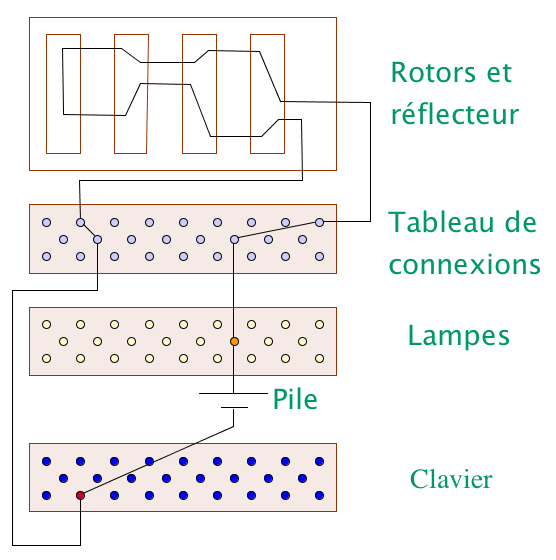 Rotors et
réflecteur
Tableau de
connexions
Lampes
Pile
Clavier